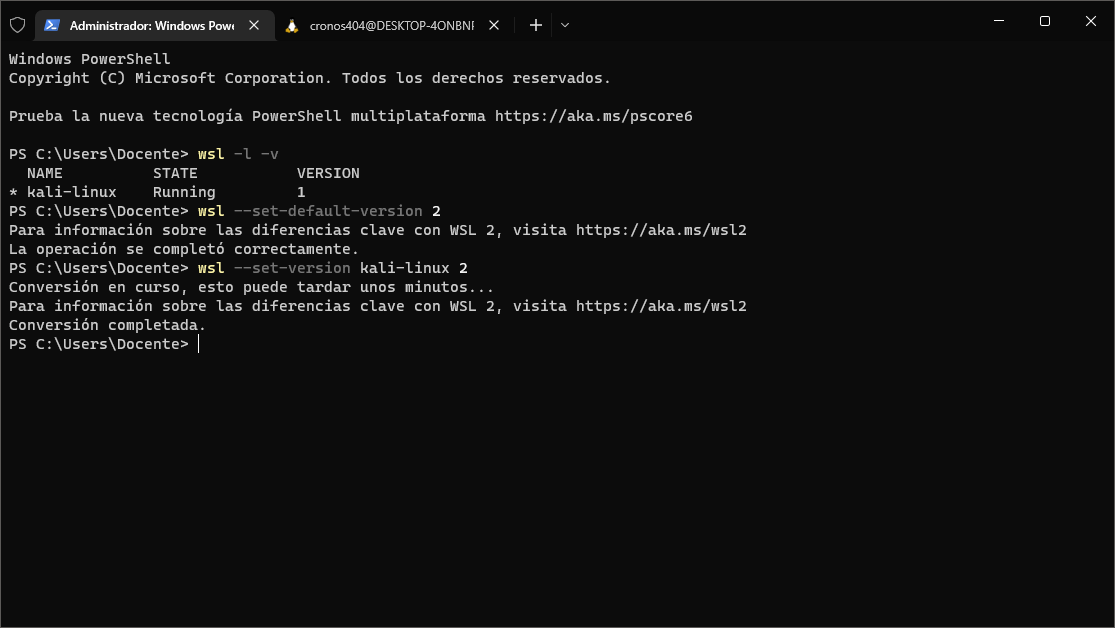 Administrador: Windows Powe
cronos404@DESKTOP-4ONBNF
Windows PowerShell
Copyright (C) Microsoft Corporation. Todos los derechos reservados.
Prueba la nueva tecnología PowerShell multiplataforma https://aka.ms/pscore6
PS C:\Users\Docente> wsl -l -v
  NAME          STATE           VERSION
* kali-linux    Running         1
PS C:\Users\Docente> wsl --set-default-version 2
Para información sobre las diferencias clave con WSL 2, visita https://aka.ms/wsl2
La operación se completó correctamente.
PS C:\Users\Docente> wsl --set-version kali-linux 2
Conversión en curso, esto puede tardar unos minutos...
Para información sobre las diferencias clave con WSL 2, visita https://aka.ms/wsl2
Conversión completada.
PS C:\Users\Docente>